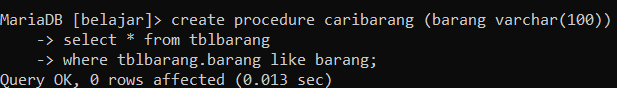 MariaDB [belajar]> create procedure caribarang (barang varchar(100))
    -> select * from tblbarang
    -> where tblbarang.barang like barang;
Query OK, 0 rows affected (0.013 sec)